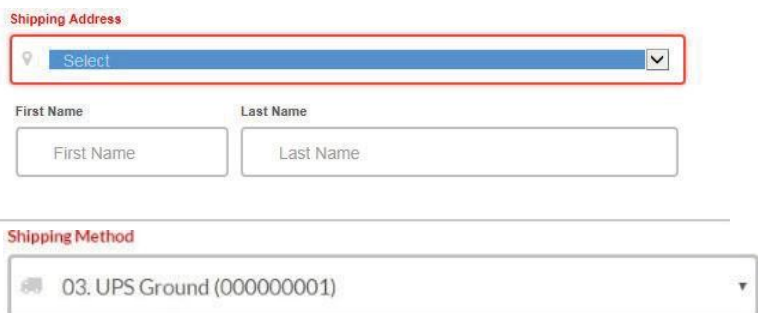 Shipping Address
Select
First Name Last Name
First Name Last Name
Shipping Method
03. UPS Ground (000000001)